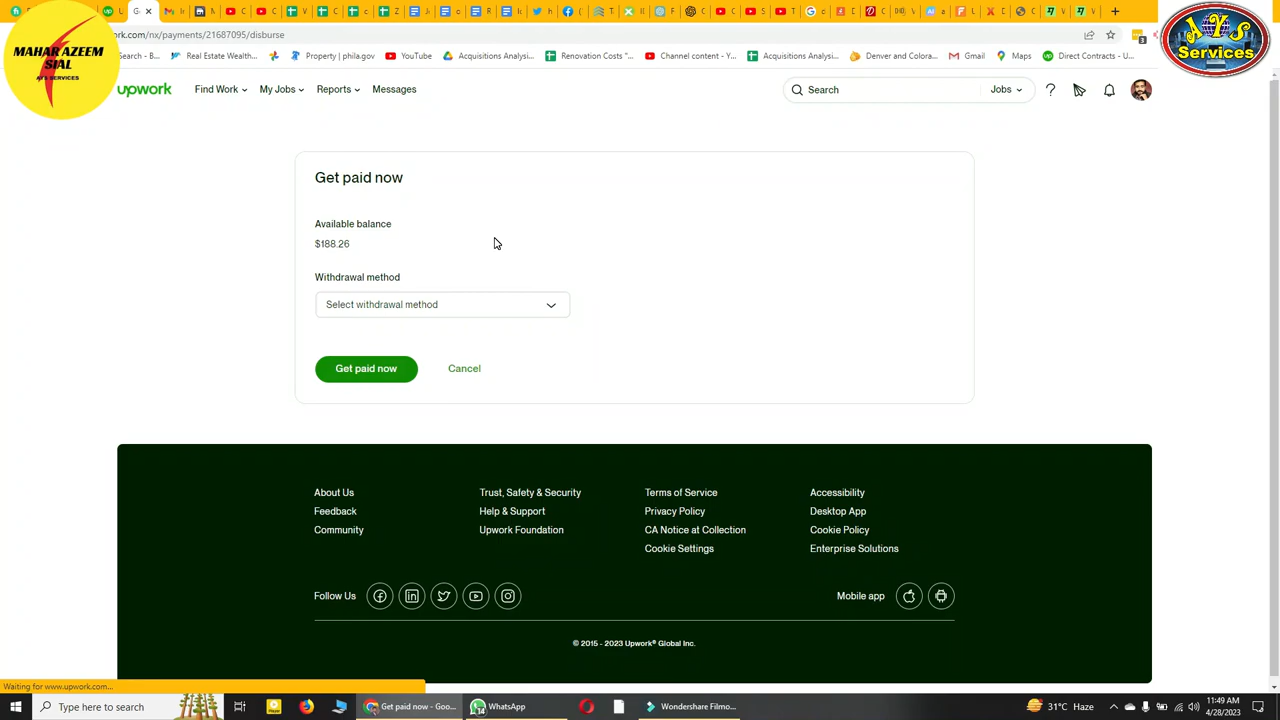 MAHAR AZEEM
SIAL
AYS SERVICES
AYS
Services
rk.com/nx/payments/21687095/disburse
Search - B...
Real Estate Wealth...
Property | phila.gov
YouTube
Acquisitions Analysi...
Renovation Costs "...
Channel content - Y...
Acquisitions Analysi...
Denver and Colora...
Gmail
Maps
Direct Contracts - U...
upwork
Find Work
My Jobs
Reports
Messages
Search
Jobs
Get paid now
Available balance
$188.26
Withdrawal method
Select withdrawal method
Get paid now
Cancel
About Us
Trust, Safety & Security
Terms of Service
Accessibility
Feedback
Help & Support
Privacy Policy
Desktop App
Community
Upwork Foundation
CA Notice at Collection
Cookie Policy
Cookie Settings
Enterprise Solutions
Follow Us
Mobile app
© 2015 - 2023 Upwork® Global Inc.
Waiting for www.upwork.com...
Type here to search
Get paid now - Goo...
14
WhatsApp
Wondershare Filmo...
31°C Haze
11:49 AM
4/28/2023